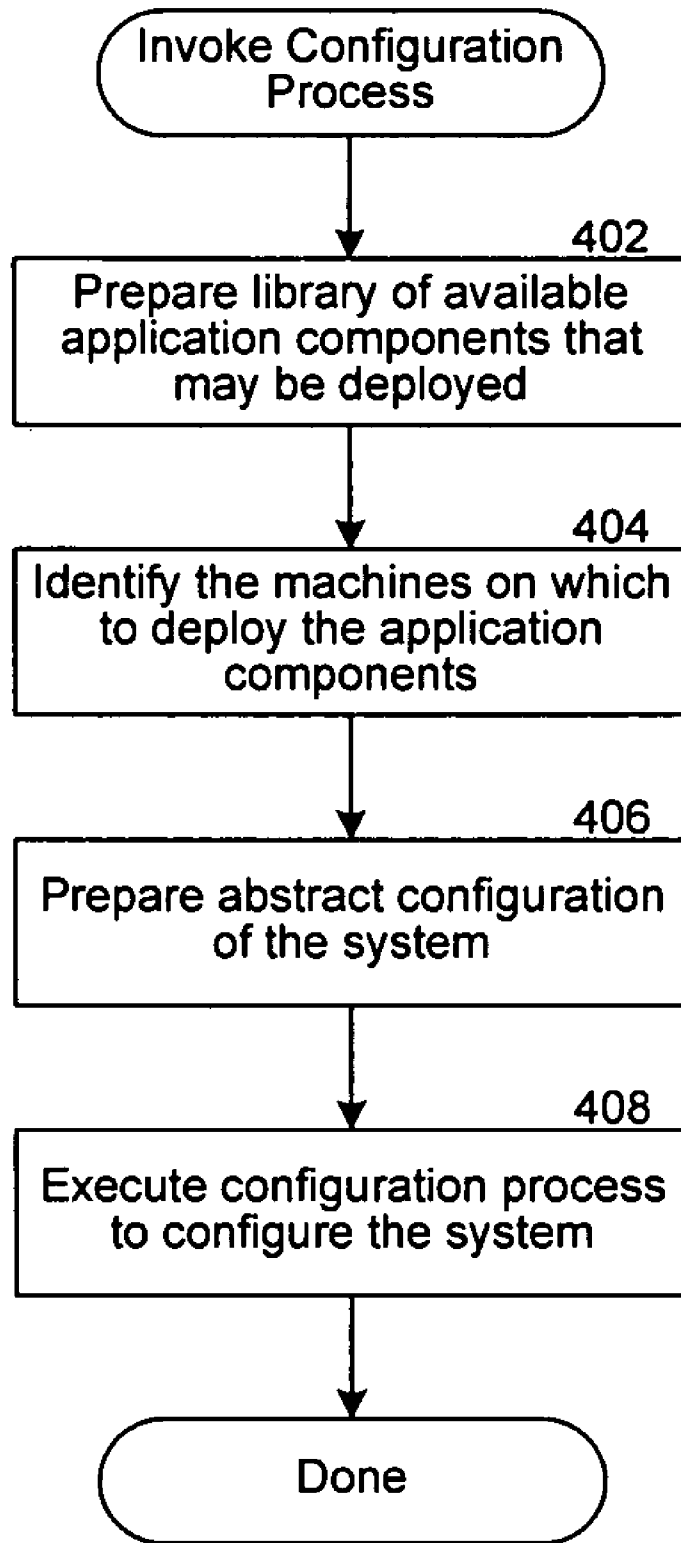 Invoke Configuration
Process
402
Prepare library of available
application components that
may be deployed
404
Identify the machines on which
to deploy the application
components
406
Prepare abstract configuration
of the system
408
Execute configuration process
to configure the system
Done